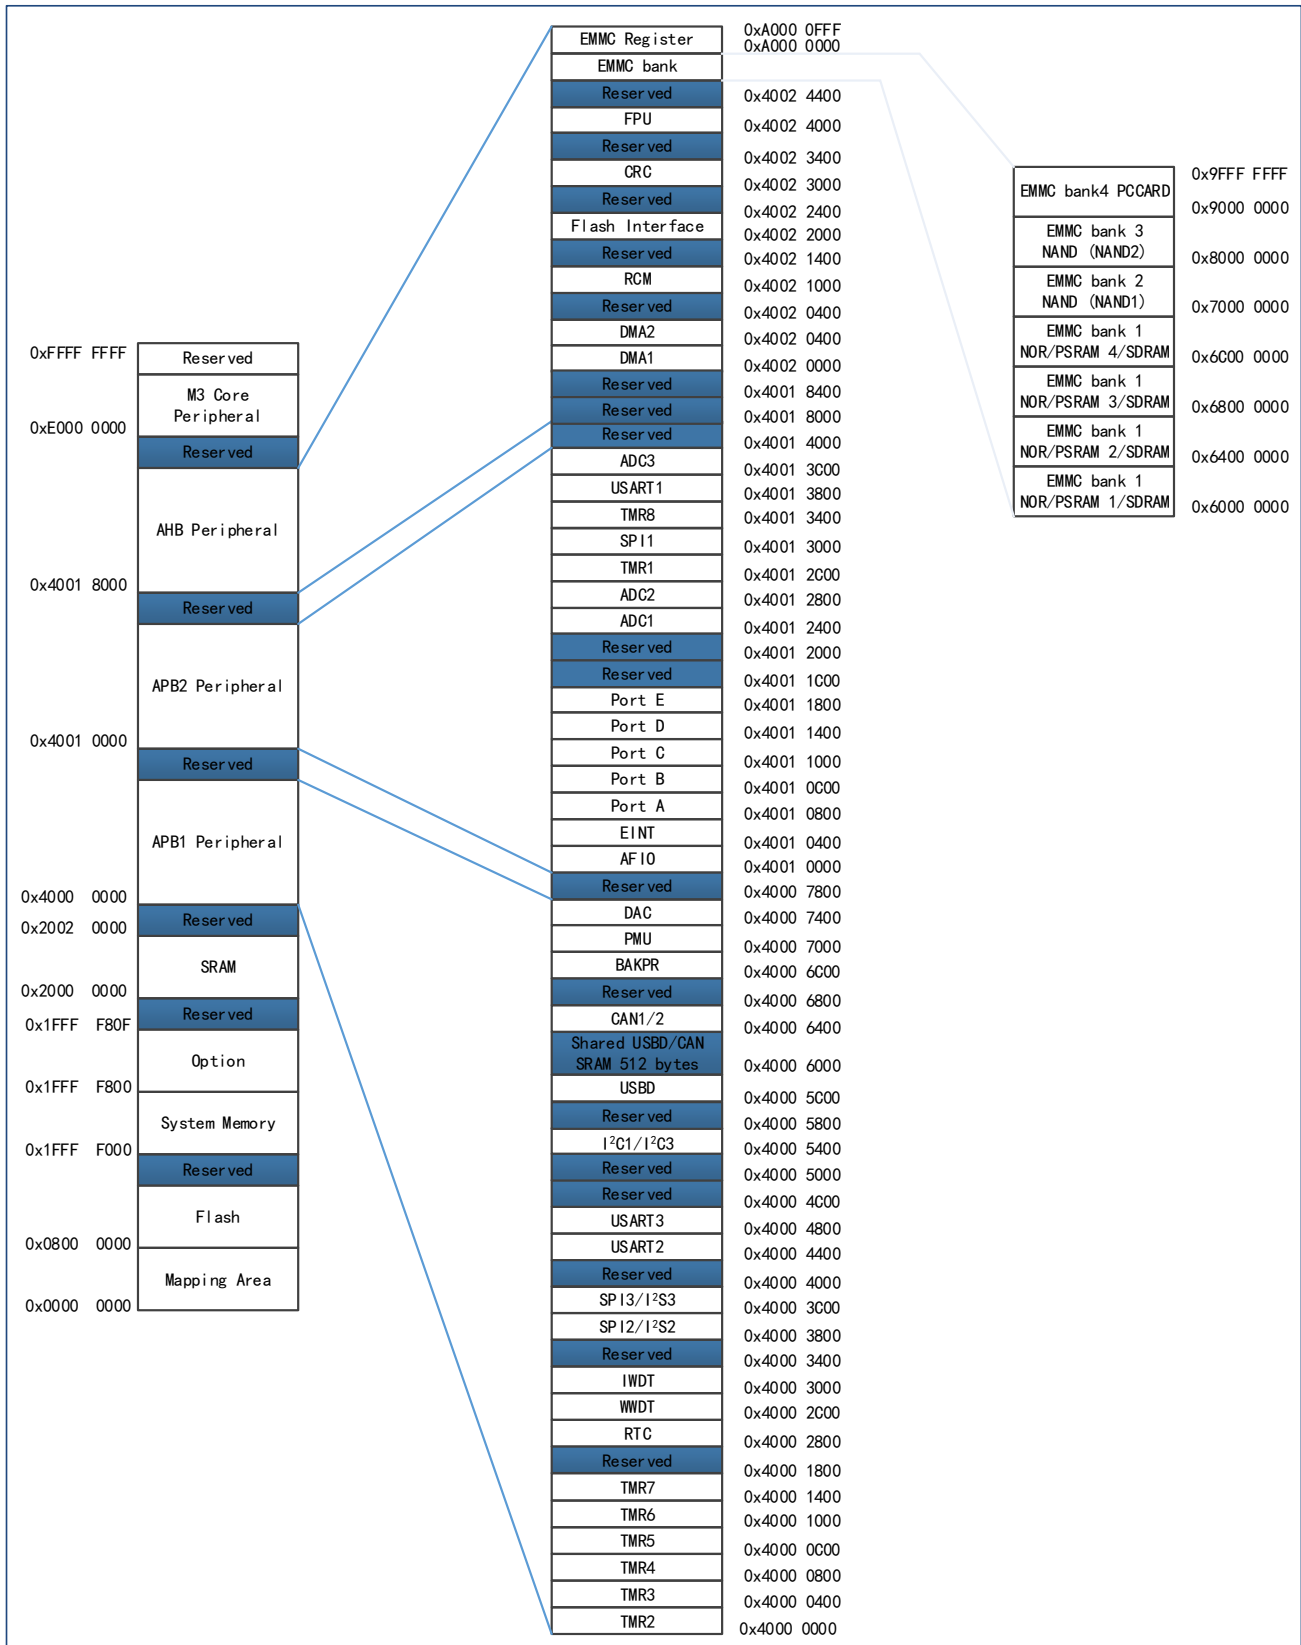 0xFFFF FFFF
Reserved
M3 Core
Peripheral
0xE000 0000
Reserved
AHB Peripheral
0x4001 8000
Reserved
APB2 Peripheral
0x4001 0000
Reserved
APB1 Peripheral
0x4000 0000
Reserved
0x2002 0000
SRAM
0x2000 0000
Reserved
0x1FFF F80F
Option
0x1FFF F800
System Memory
0x1FFF F000
Reserved
Flash
0x0800 0000
Mapping Area
0x0000 0000
EMMC Register
0xA000 0FFF
0xA000 0000
EMMC bank
Reserved
0x4002 4400
FPU
0x4002 4000
Reserved
0x4002 3400
CRC
0x4002 3000
Reserved
0x4002 2400
Flash Interface
0x4002 2000
Reserved
0x4002 1400
RCM
0x4002 1000
Reserved
0x4002 0400
DMA2
0x4002 0400
DMA1
0x4002 0000
Reserved
0x4001 8400
Reserved
0x4001 8000
Reserved
0x4001 4000
ADC3
0x4001 3C00
USART1
0x4001 3800
TMR8
0x4001 3400
SPI1
0x4001 3000
TMR1
0x4001 2C00
ADC2
0x4001 2800
ADC1
0x4001 2400
Reserved
0x4001 2000
Reserved
0x4001 1C00
Port E
0x4001 1800
Port D
0x4001 1400
Port C
0x4001 1000
Port B
0x4001 0C00
Port A
0x4001 0800
EINT
0x4001 0400
AFIO
0x4001 0000
Reserved
0x4000 7800
DAC
0x4000 7400
PMU
0x4000 7000
BAKPR
0x4000 6C00
Reserved
0x4000 6800
CAN1/2
0x4000 6400
Shared USBD/CAN
SRAM 512 bytes
0x4000 6000
USBD
0x4000 5C00
Reserved
0x4000 5800
I²C1/I²C3
0x4000 5400
Reserved
0x4000 5000
Reserved
0x4000 4C00
USART3
0x4000 4800
USART2
0x4000 4400
Reserved
0x4000 4000
SPI3/I²S3
0x4000 3C00
SPI2/I²S2
0x4000 3800
Reserved
0x4000 3400
IWDT
0x4000 3000
WWDT
0x4000 2C00
RTC
0x4000 2800
Reserved
0x4000 1800
TMR7
0x4000 1400
TMR6
0x4000 1000
TMR5
0x4000 0C00
TMR4
0x4000 0800
TMR3
0x4000 0400
TMR2
0x4000 0000
0x9FFF FFFF
EMMC bank4 PCCARD
0x9000 0000
EMMC bank 3
NAND (NAND2)
0x8000 0000
EMMC bank 2
NAND (NAND1)
0x7000 0000
EMMC bank 1
NOR/PSRAM 4/SDRAM
0x6C00 0000
EMMC bank 1
NOR/PSRAM 3/SDRAM
0x6800 0000
EMMC bank 1
NOR/PSRAM 2/SDRAM
0x6400 0000
EMMC bank 1
NOR/PSRAM 1/SDRAM
0x6000 0000